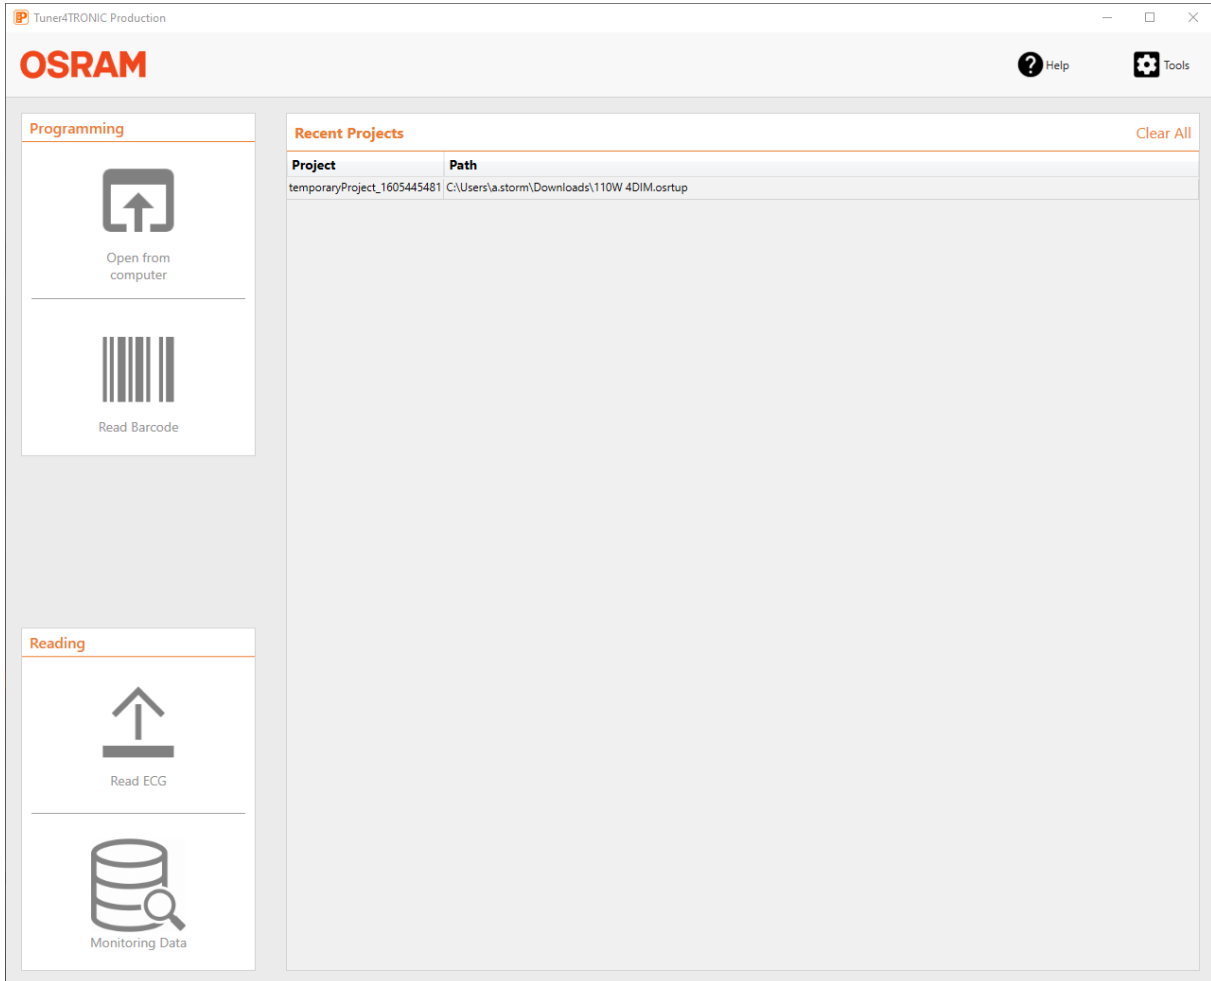 Tuner4TRONIC Production
OSRAM
Help
Tools
Programming
Open from
computer
Read Barcode
Reading
Read ECG
Monitoring Data
Recent Projects
Clear All
Project Path
temporaryProject_1605445481 C:\Users\a.storm\Downloads\110W 4DIM.osrtup